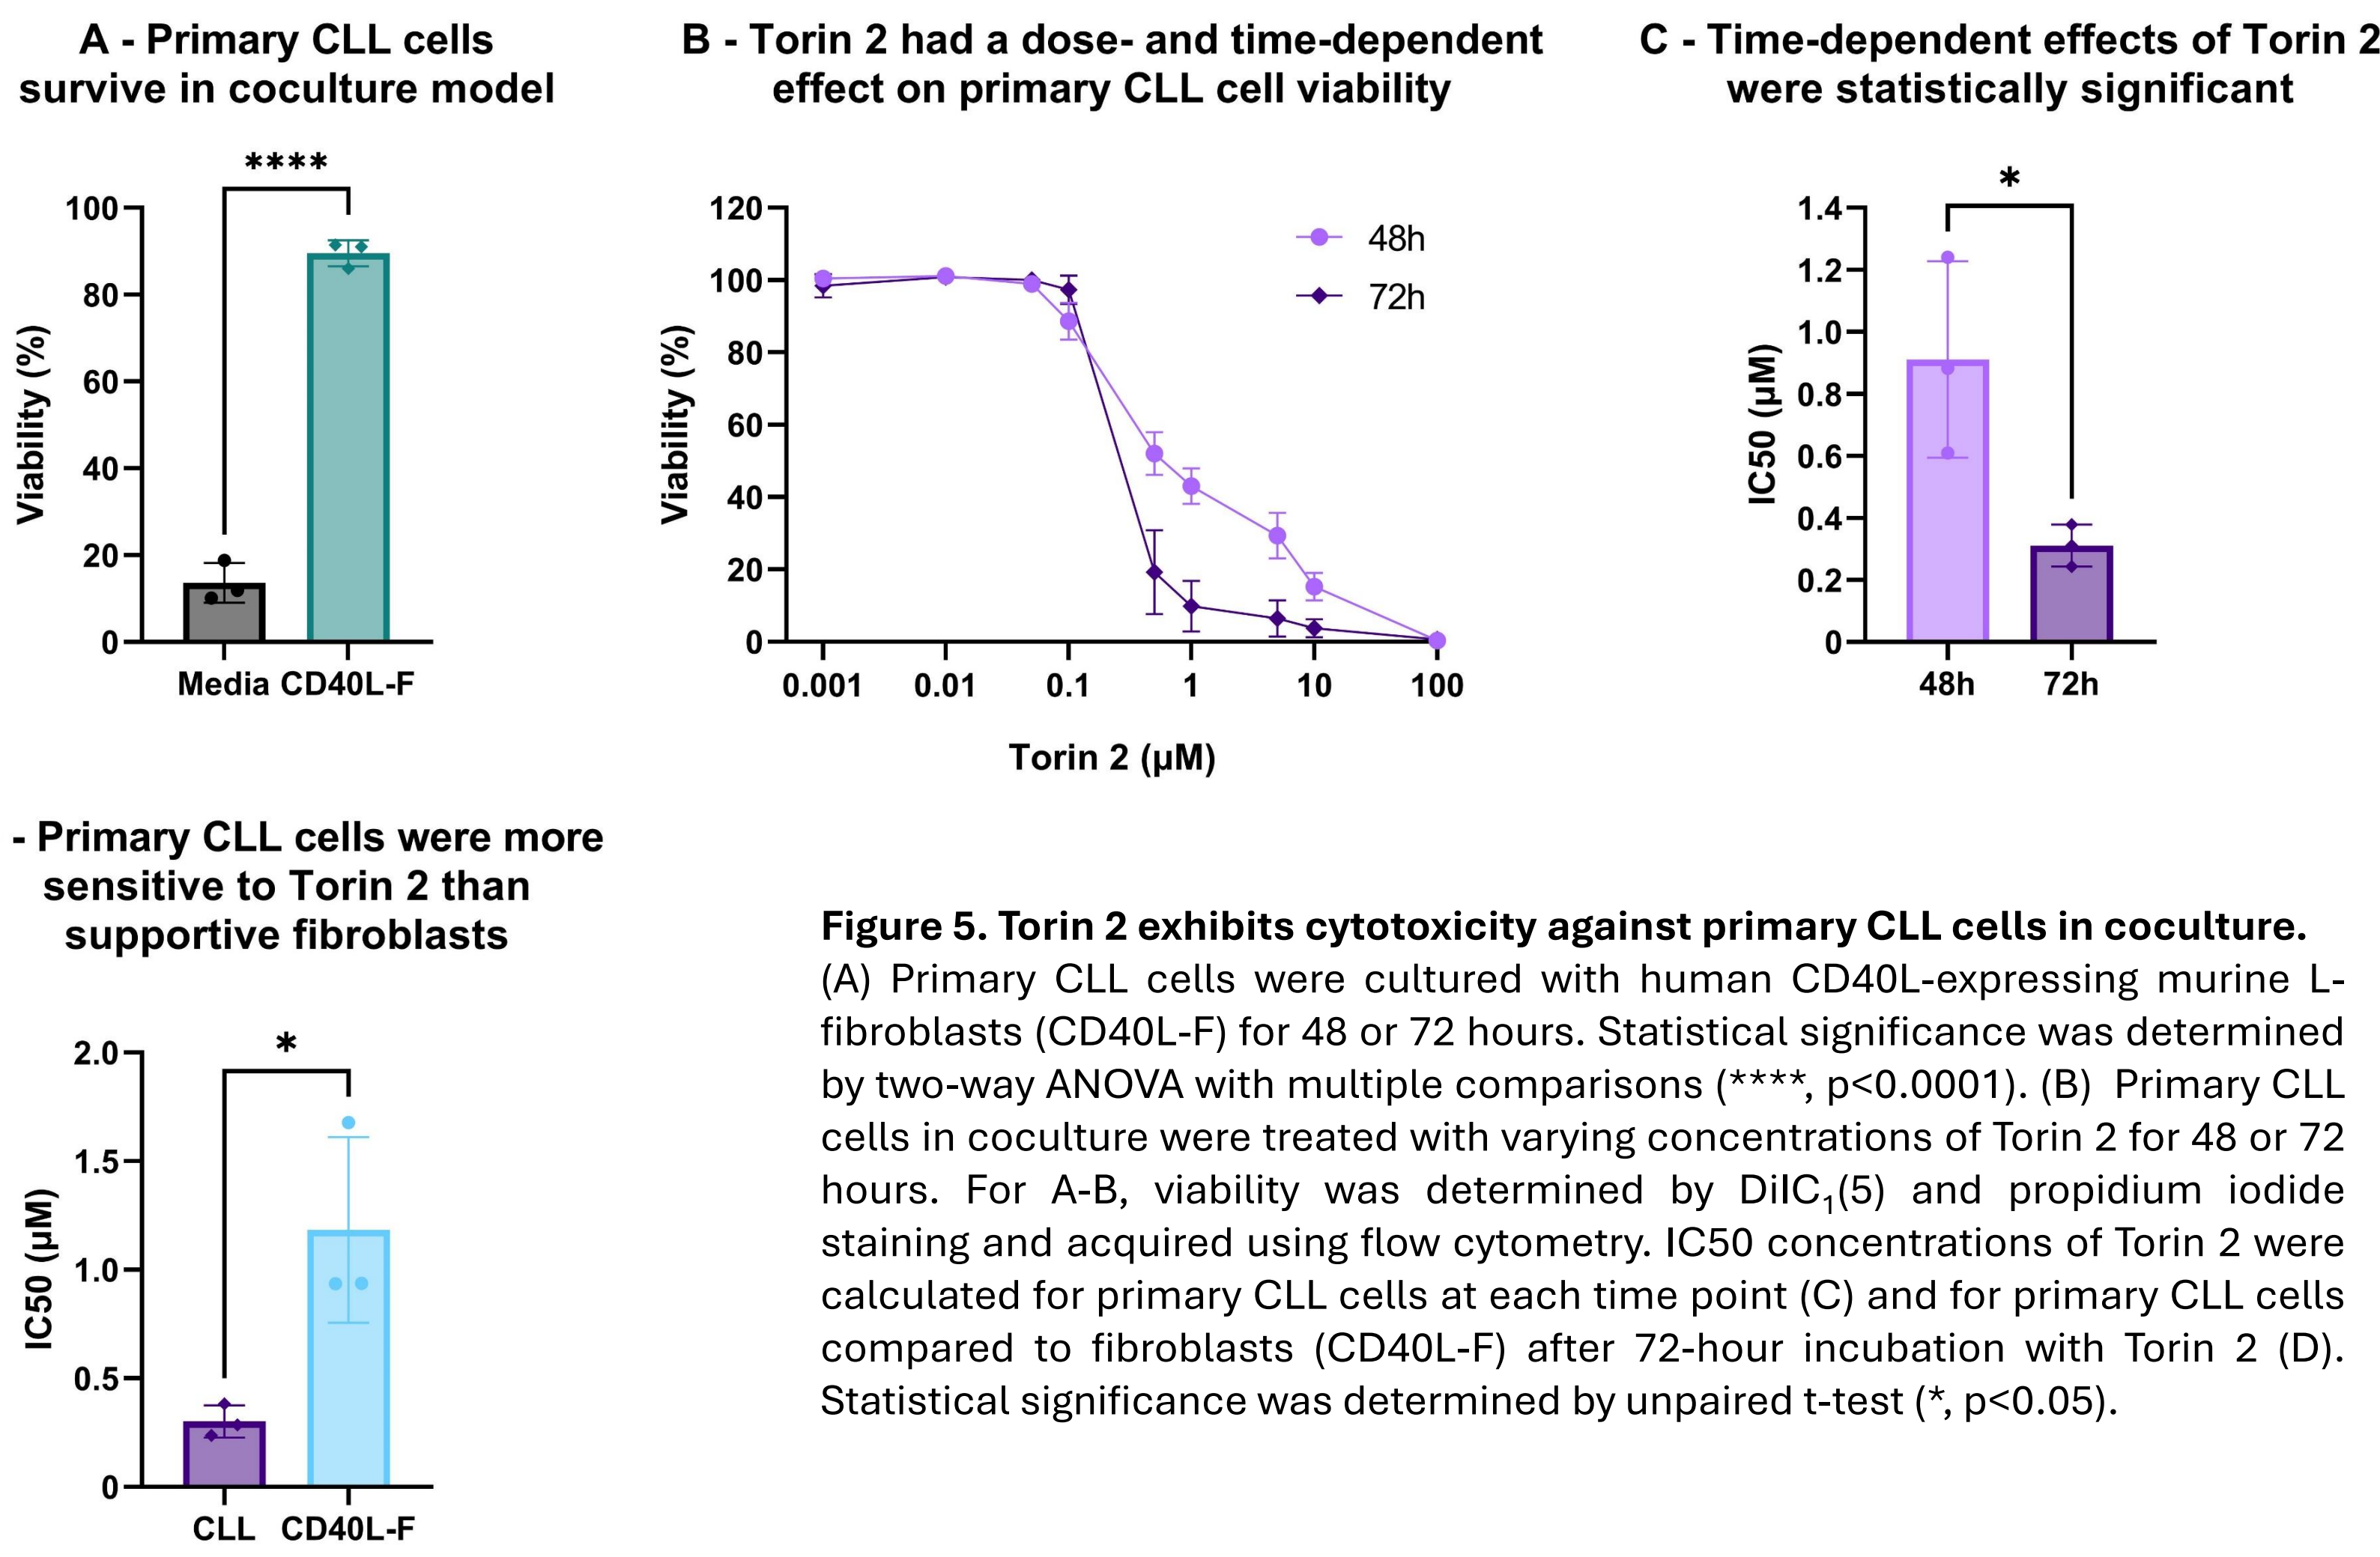 A - Primary CLL cells
survive in coculture model
****
100
80
60
40
20
0
Viability (%)
Media CD40L-F
B - Torin 2 had a dose- and time-dependent
effect on primary CLL cell viability
120
100
80
60
40
20
0
Viability (%)
48h
72h
0.001 0.01 0.1 1 10 100
Torin 2 (µM)
C - Time-dependent effects of Torin 2
were statistically significant
*
1.4
1.2
1.0
0.8
0.6
0.4
0.2
0
IC50 (µM)
48h 72h
- Primary CLL cells were more
sensitive to Torin 2 than
supportive fibroblasts
*
2.0
1.5
1.0
0.5
0
IC50 (µM)
CLL CD40L-F
Figure 5. Torin 2 exhibits cytotoxicity against primary CLL cells in coculture.
(A) Primary CLL cells were cultured with human CD40L-expressing murine L-
fibroblasts (CD40L-F) for 48 or 72 hours. Statistical significance was determined
by two-way ANOVA with multiple comparisons (****, p<0.0001). (B) Primary CLL
cells in coculture were treated with varying concentrations of Torin 2 for 48 or 72
hours. For A-B, viability was determined by DiIC₁(5) and propidium iodide
staining and acquired using flow cytometry. IC50 concentrations of Torin 2 were
calculated for primary CLL cells at each time point (C) and for primary CLL cells
compared to fibroblasts (CD40L-F) after 72-hour incubation with Torin 2 (D).
Statistical significance was determined by unpaired t-test (*, p<0.05).